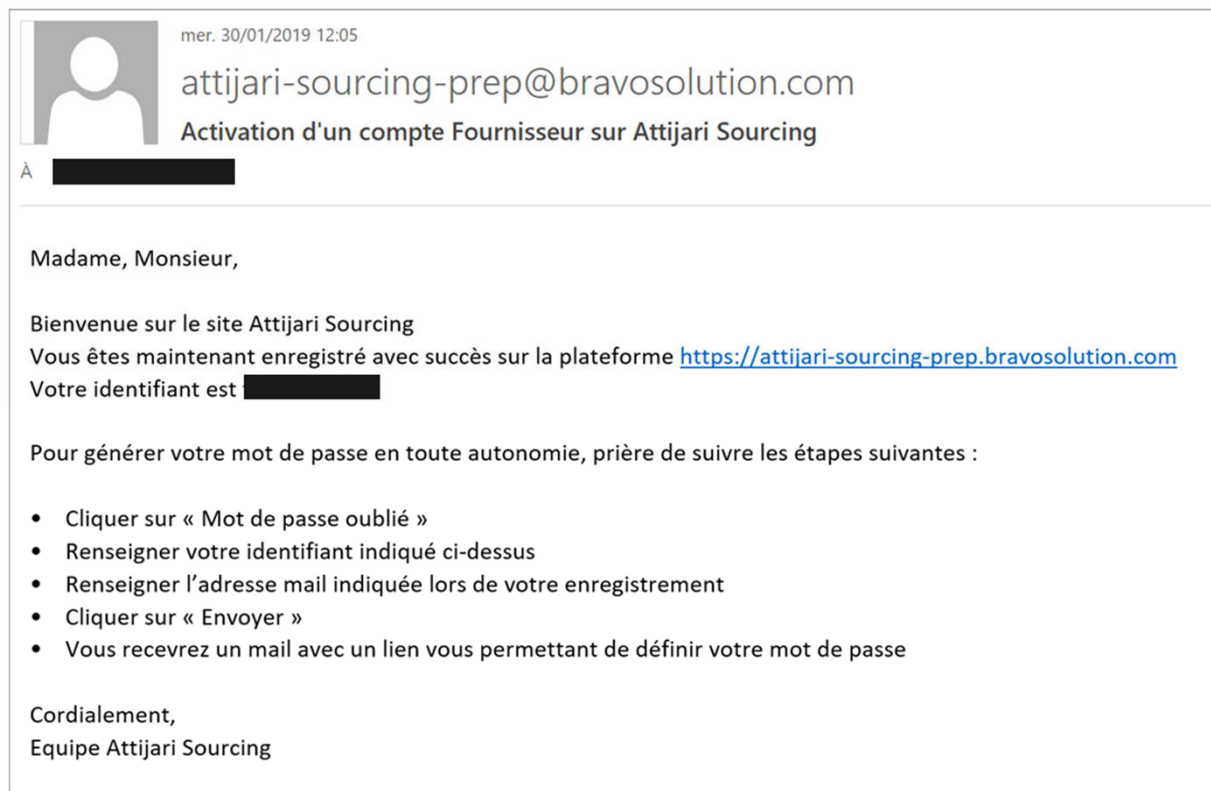 mer. 30/01/2019 12:05
attijari-sourcing-prep@bravosolution.com
Activation d'un compte Fournisseur sur Attijari Sourcing
À
Madame, Monsieur,
Bienvenue sur le site Attijari Sourcing
Vous êtes maintenant enregistré avec succès sur la plateforme https://attijari-sourcing-prep.bravosolution.com
Votre identifiant est
Pour générer votre mot de passe en toute autonomie, prière de suivre les étapes suivantes :
• Cliquer sur « Mot de passe oublié »
• Renseigner votre identifiant indiqué ci-dessus
• Renseigner l’adresse mail indiquée lors de votre enregistrement
• Cliquer sur « Envoyer »
• Vous recevrez un mail avec un lien vous permettant de définir votre mot de passe
Cordialement,
Equipe Attijari Sourcing